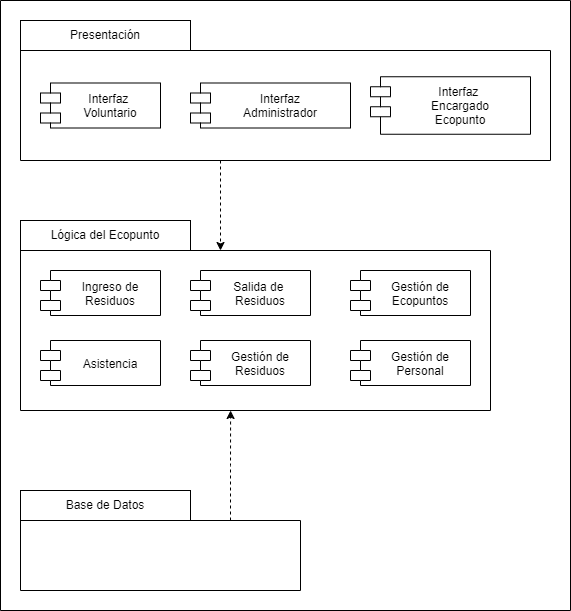 Presentación
Interfaz
Voluntario
Interfaz
Administrador
Interfaz
Encargado
Ecopunto
Lógica del Ecopunto
Ingreso de
Residuos
Salida de
Residuos
Gestión de
Ecopuntos
Asistencia
Gestión de
Residuos
Gestión de
Personal
Base de Datos